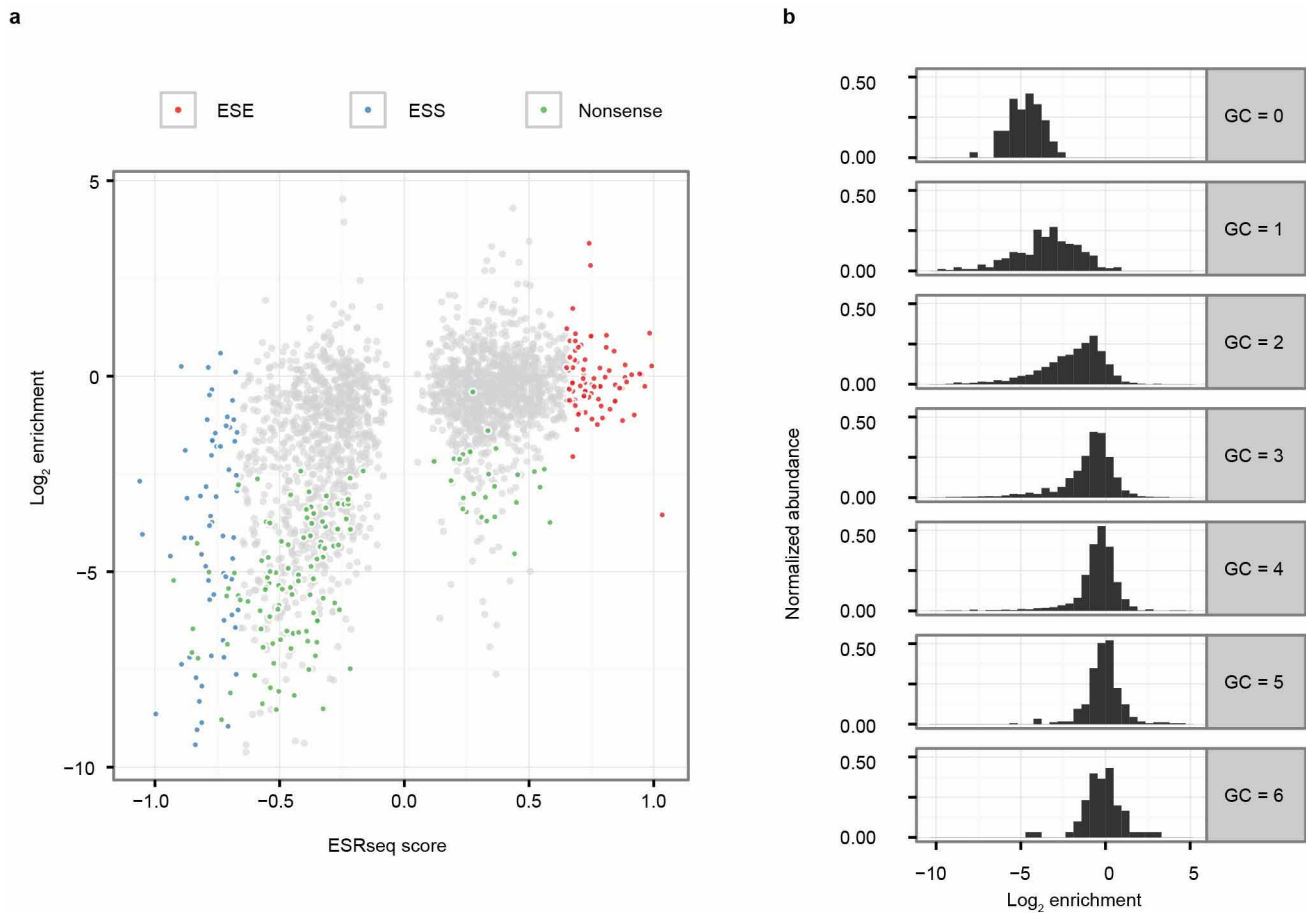 a
ESE
ESS
Nonsense
5
0
−5
−10
Log2 enrichment
−1.0
−0.5
0.0
0.5
1.0
ESRseq score
b
0.50
0.00
GC = 0
0.50
0.00
GC = 1
0.50
0.00
GC = 2
0.50
0.00
GC = 3
0.50
0.00
GC = 4
0.50
0.00
GC = 5
0.50
0.00
GC = 6
Normalized abundance
−10
−5
0
5
Log2 enrichment